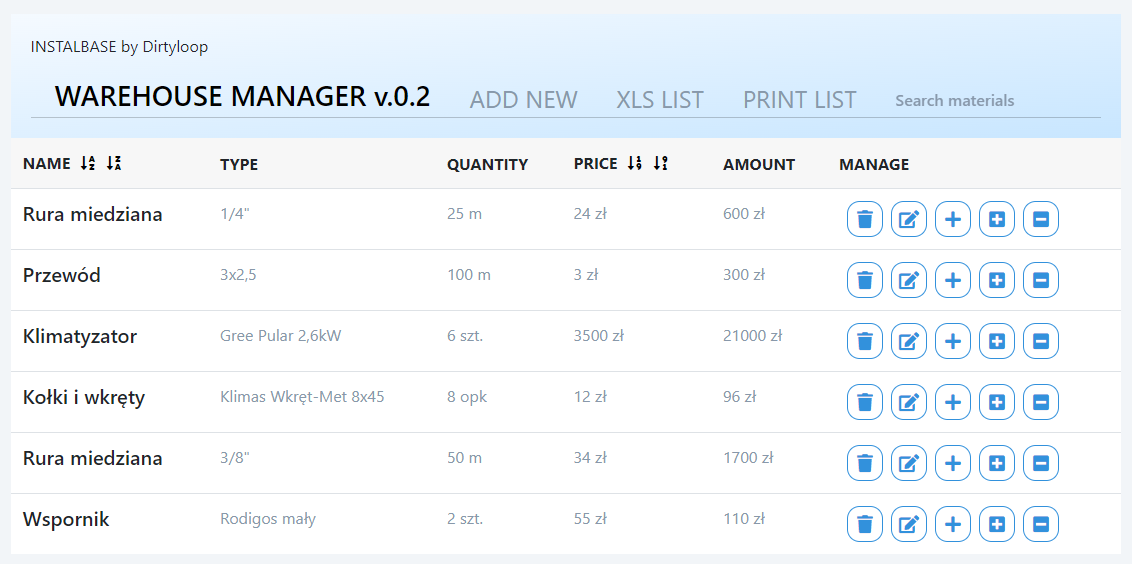 INSTALBASE by Dirtyloop
WAREHOUSE MANAGER v.0.2 ADD NEW XLS LIST PRINT LIST Search materials
NAME TYPE QUANTITY PRICE AMOUNT MANAGE
Rura miedziana 1/4" 25 m 24 zł 600 zł
Przewód 3x2,5 100 m 3 zł 300 zł
Klimatyzator Gree Pular 2,6kW 6 szt. 3500 zł 21000 zł
Kołki i wkręty Klimas Wkręt-Met 8x45 8 opk 12 zł 96 zł
Rura miedziana 3/8" 50 m 34 zł 1700 zł
Wspornik Rodigos mały 2 szt. 55 zł 110 zł